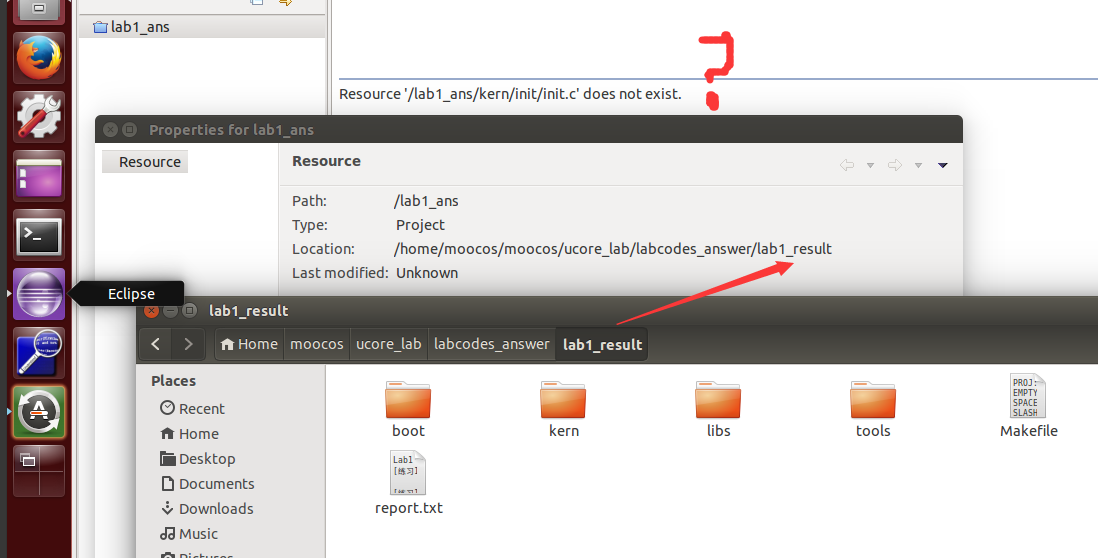 lab1_ans
Resource '/lab1_ans/kern/init/init.c' does not exist.
?
Properties for lab1_ans
Resource
Resource
Path: /lab1_ans
Type: Project
Location: /home/moocos/moocos/ucore_lab/labcodes_answer/lab1_result
Last modified: Unknown
Eclipse
lab1_result
Home moocos ucore_lab labcodes_answer lab1_result
Places
Recent
Home
Desktop
Documents
Downloads
Music
Pictures
boot kern libs tools Makefile
PROJ:
EMPTY
SPACE
SLASH
report.txt
Lab1
[练习]
[练习]
>_
A